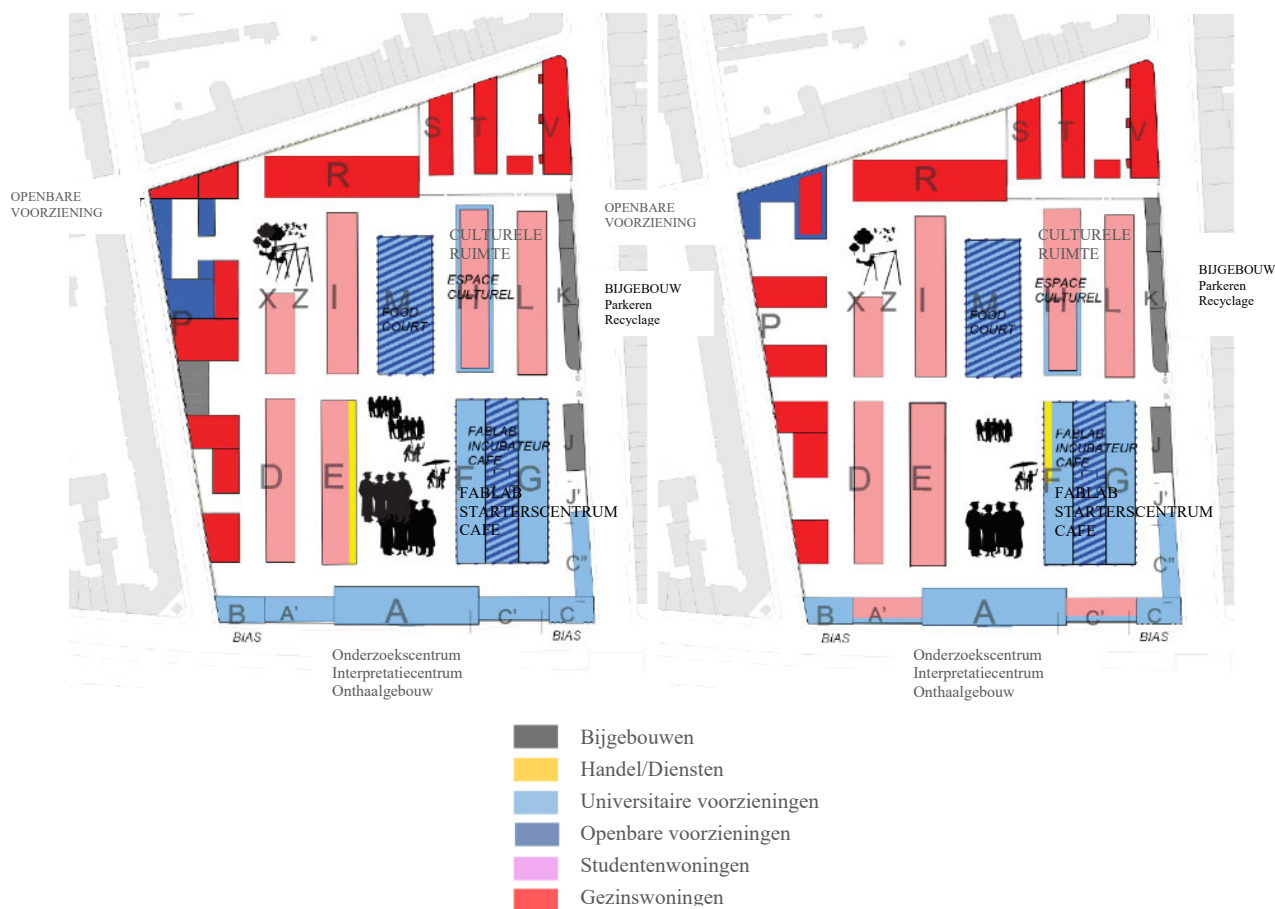 S T V
R
OPENBARE
VOORZIENING
CULTURELE
RUIMTE
ESPACE
CULTUREL
X Z I M H L K
FOOD
COURT
P
BIJGEBOUW
Parkeren
Recyclage
D E F G J
FABLAB
INCUBATEUR
CAFE
FABLAB
STARTERSCENTRUM
CAFE
J'
C''
B A' A C' C
BIAS
BIAS
Onderzoekscentrum
Interpretatiecentrum
Onthaalgebouw
S T V
R
OPENBARE
VOORZIENING
CULTURELE
RUIMTE
ESPACE
CULTUREL
X Z I M H L K
FOOD
COURT
P
BIJGEBOUW
Parkeren
Recyclage
D E F G J
FABLAB
INCUBATEUR
CAFE
FABLAB
STARTERSCENTRUM
CAFE
J'
C''
B A' A C' C
BIAS
BIAS
Onderzoekscentrum
Interpretatiecentrum
Onthaalgebouw
Bijgebouwen
Handel/Diensten
Universitaire voorzieningen
Openbare voorzieningen
Studentenwoningen
Gezinswoningen